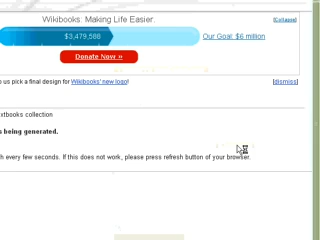 Wikibooks: Making Life Easier.
[Collapse]
$3,479,588
Our Goal: $6 million
Donate Now »
us pick a final design for Wikibooks' new logo!
[dismiss]
xtbooks collection
s being generated.
h every few seconds. If this does not work, please press refresh button of your browser.